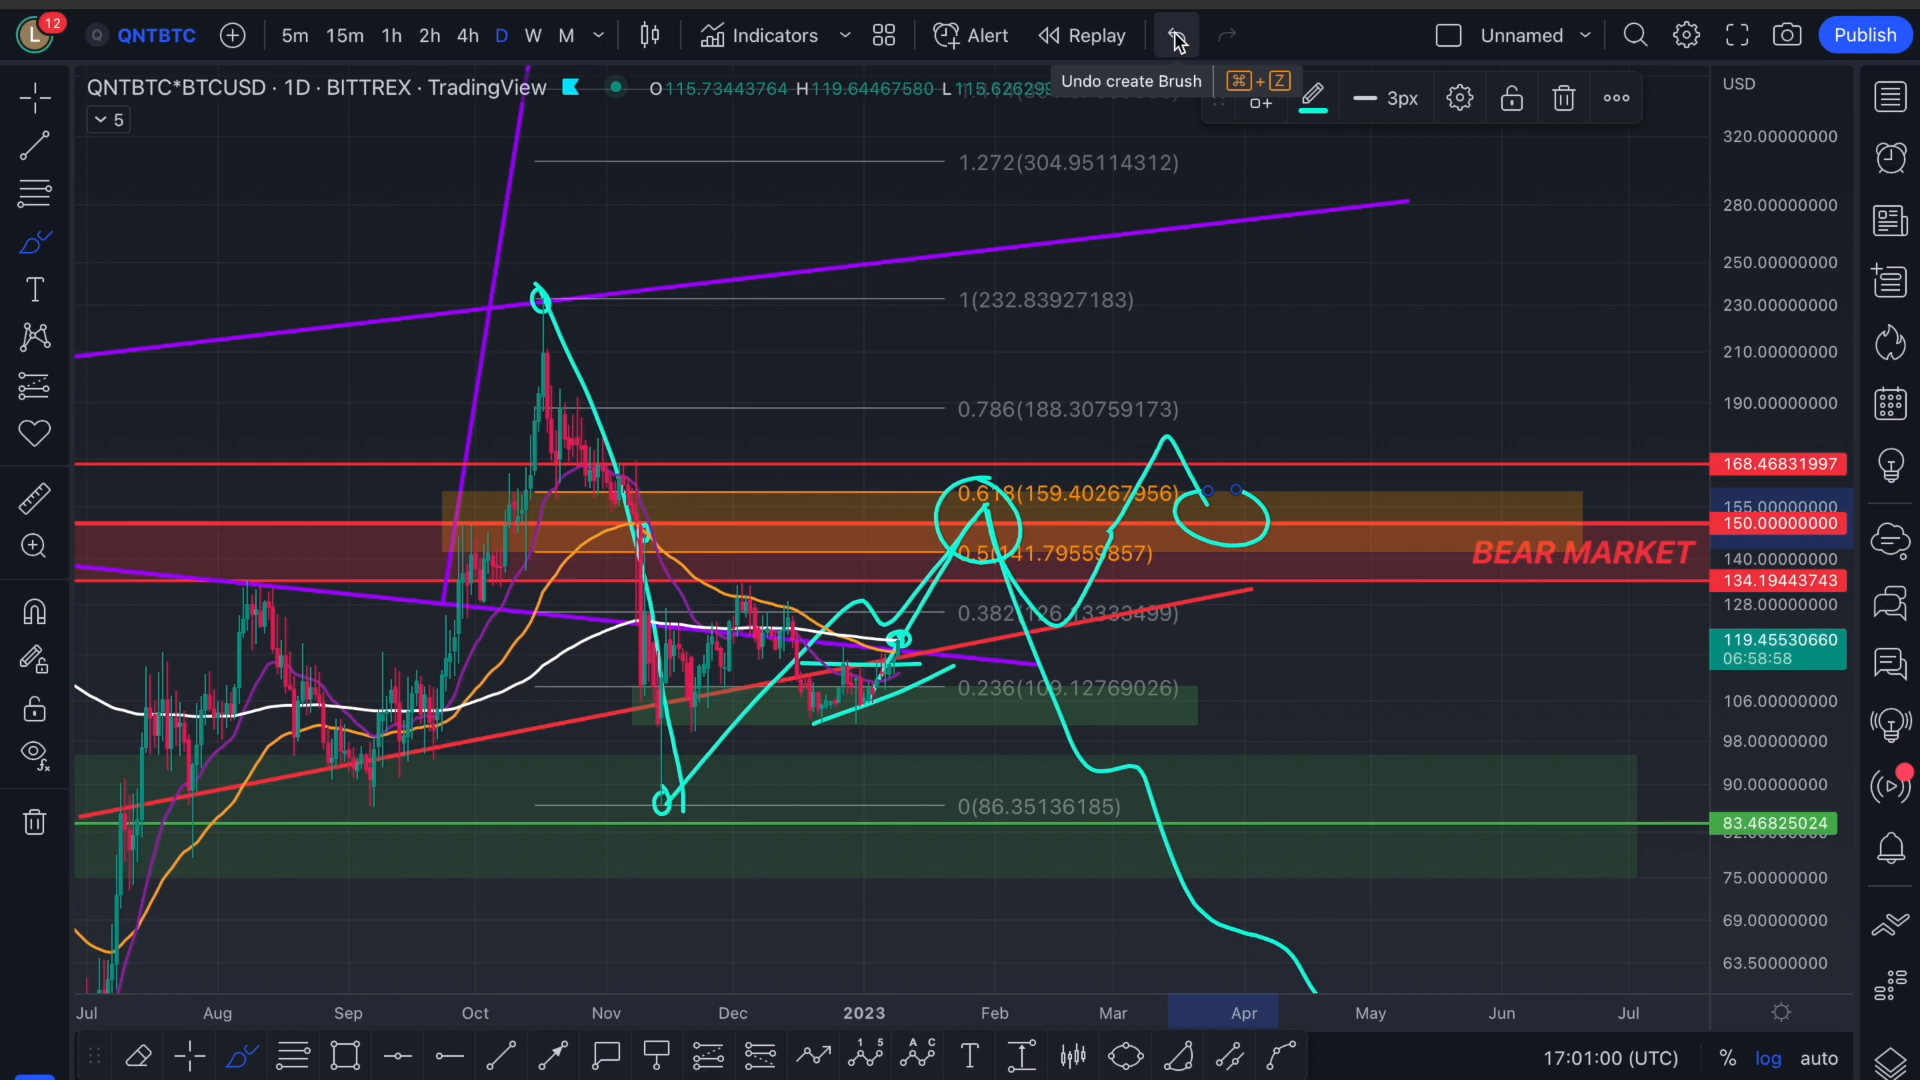 L
12
Q QNTBTC
5m 15m 1h 2h 4h D W M
Indicators
Alert
Replay
Unnamed
Publish
QNTBTC*BTCUSD · 1D · BITTREX · TradingView
O115.73443764 H119.64467580 L115.626299
Undo create Brush
⌘ + Z
3px
5
USD
1.272(304.95114312)
1(232.83927183)
0.786(188.30759173)
0.618(159.40267956)
0.5(141.79559857)
0.382(126.13333499)
0.236(109.12769026)
0(86.35136185)
BEAR MARKET
320.00000000
280.00000000
250.00000000
230.00000000
210.00000000
190.00000000
168.46831997
155.00000000
150.00000000
140.00000000
134.19443743
128.00000000
119.45530660
06:58:58
106.00000000
98.00000000
90.00000000
83.46825024
75.00000000
69.00000000
63.50000000
Jul Aug Sep Oct Nov Dec 2023 Feb Mar Apr May Jun Jul
17:01:00 (UTC) % log auto